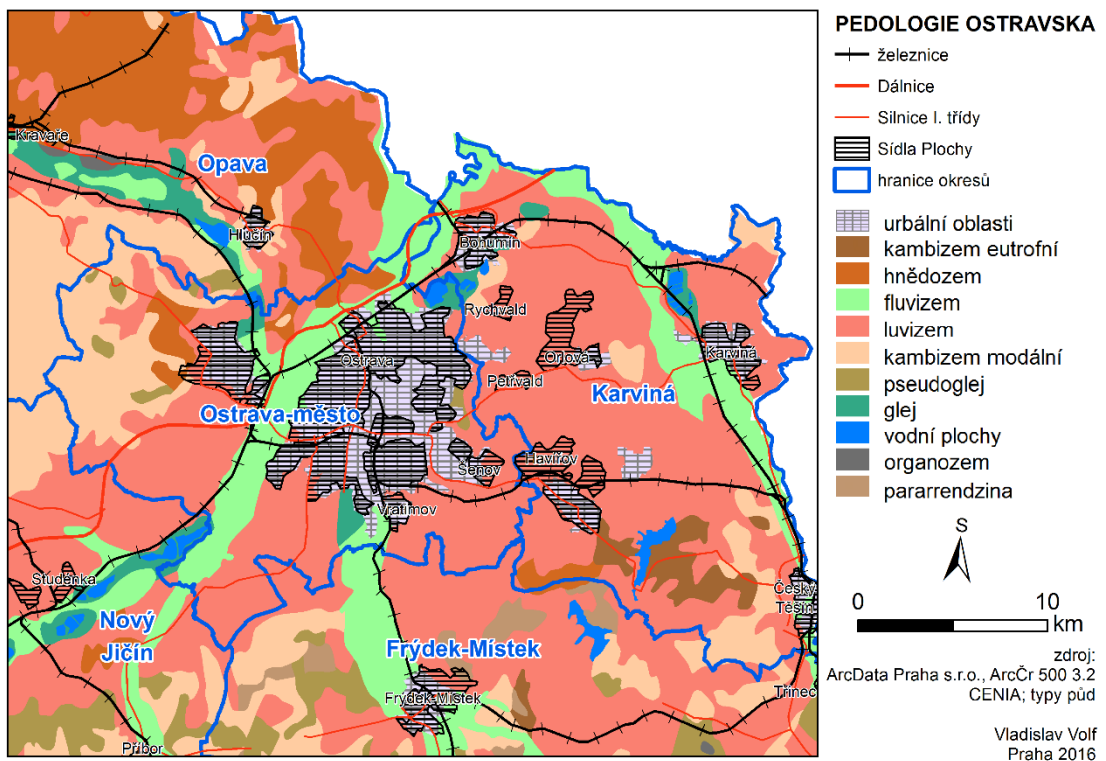 PEDOLOGIE OSTRAVSKA
železnice
Dálnice
Silnice I. třídy
Sídla Plochy
hranice okresů
urbální oblasti
kambizem eutrofní
hnědozem
fluvizem
luvizem
kambizem modální
pseudoglej
glej
vodní plochy
organozem
pararrendzina
S
0 10
km
zdroj:
ArcData Praha s.r.o., ArcČr 500 3.2
CENIA; typy půd
Vladislav Volf
Praha 2016
Kravaře
Opava
Hlučín
Bohumín
Rychvald
Ostrava
Orlová
Karviná
Petřvald
Karviná
Ostrava-město
Šenov
Havířov
Vratimov
Studénka
Český
Těšín
Nový
Jičín
Frýdek-Místek
Frýdek-Místek
Třinec
Příbor